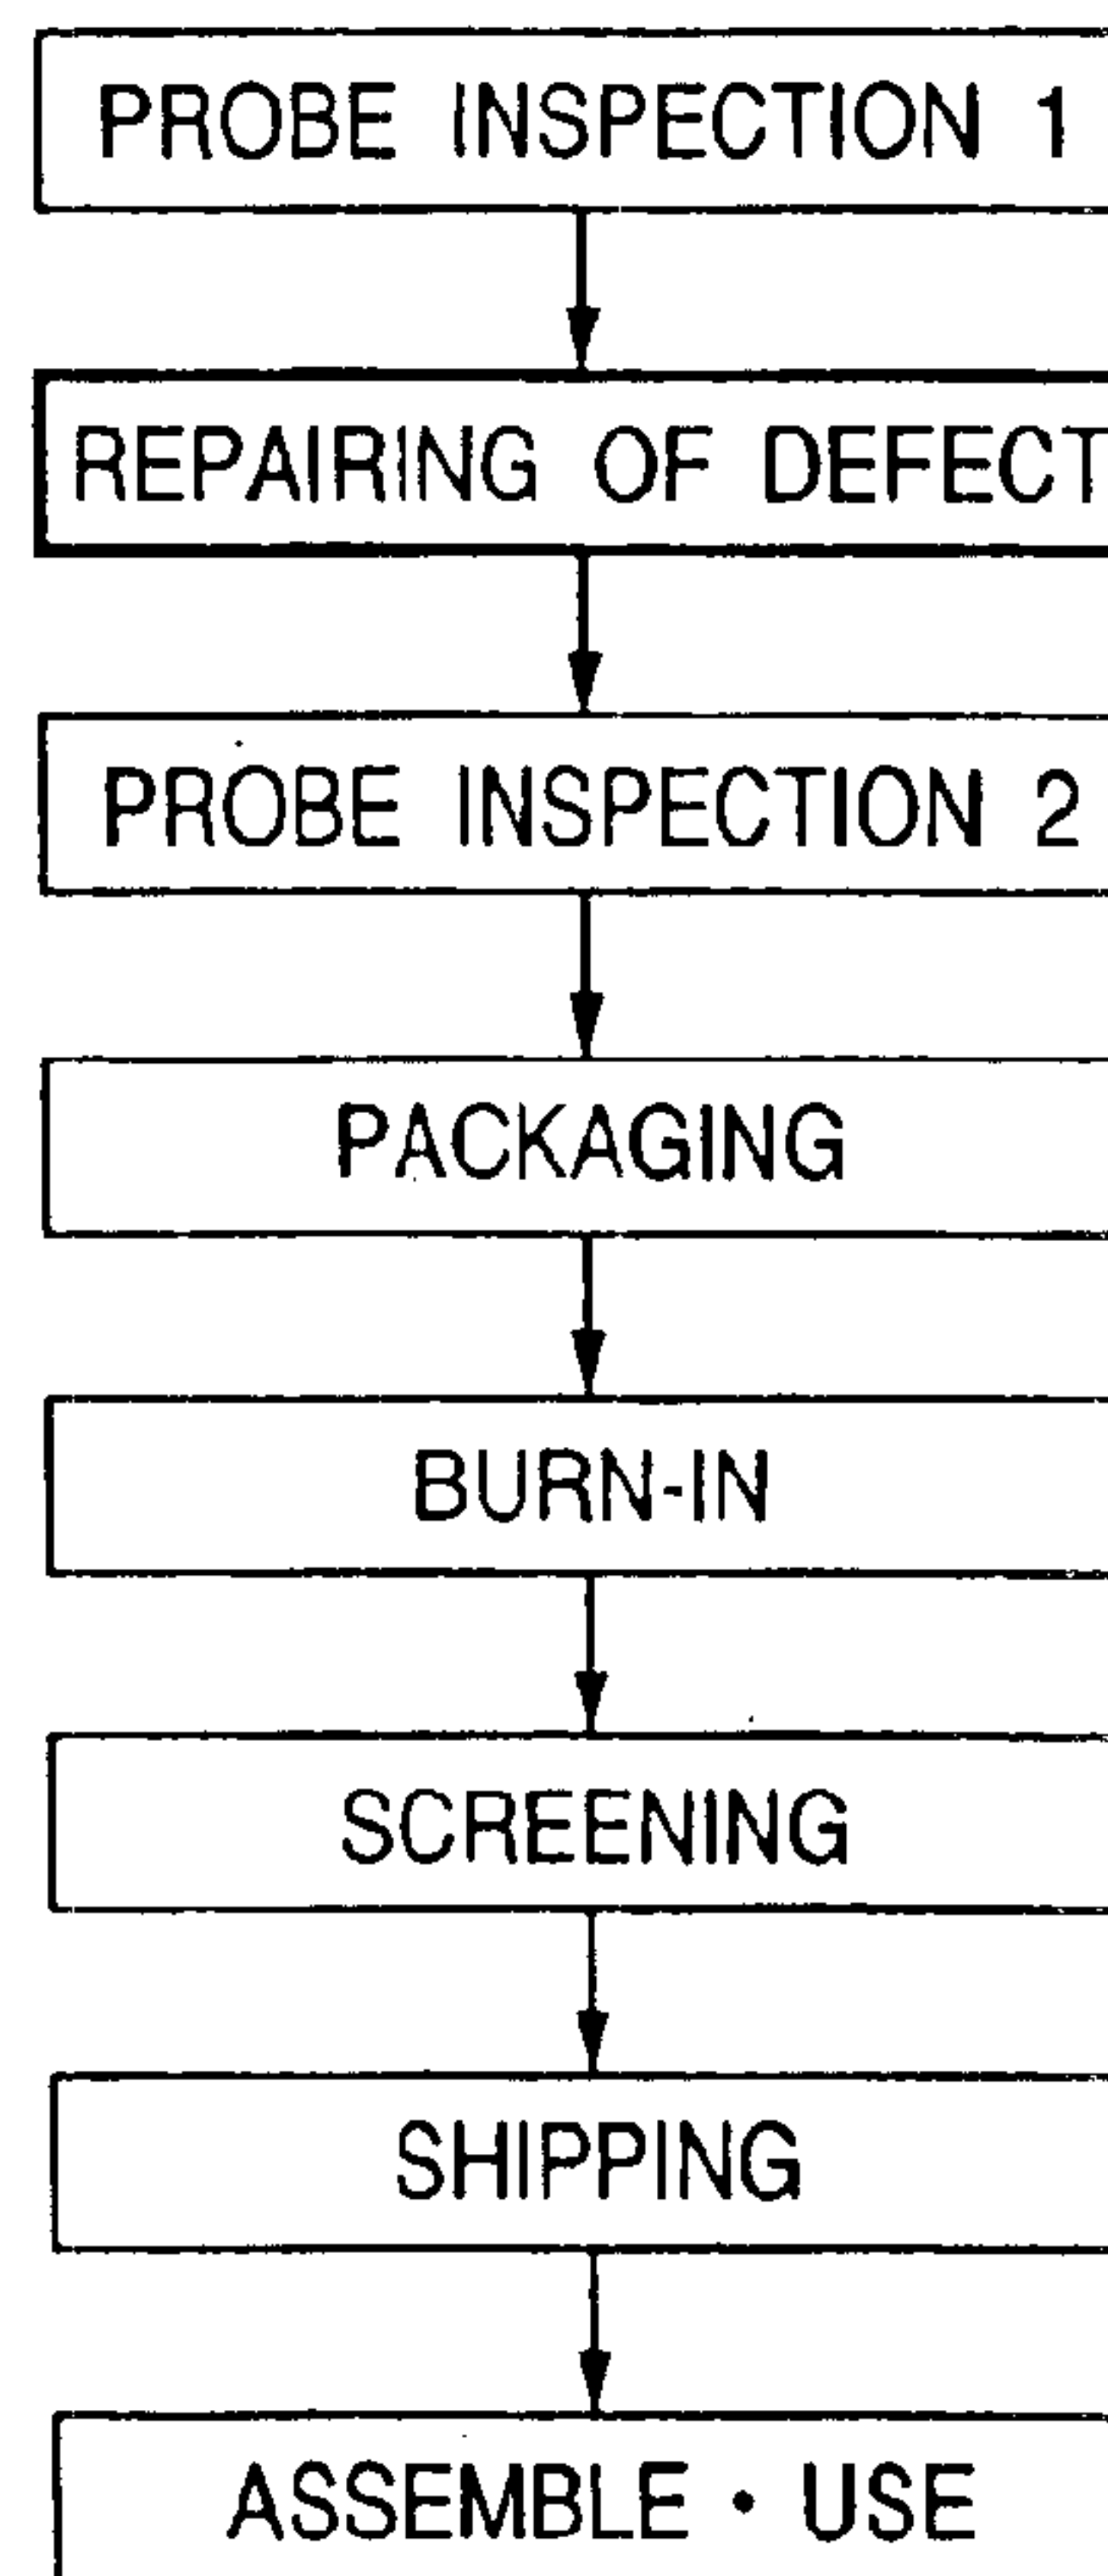 PROBE INSPECTION 1
REPAIRING OF DEFECT
PROBE INSPECTION 2
PACKAGING
BURN-IN
SCREENING
SHIPPING
ASSEMBLE • USE